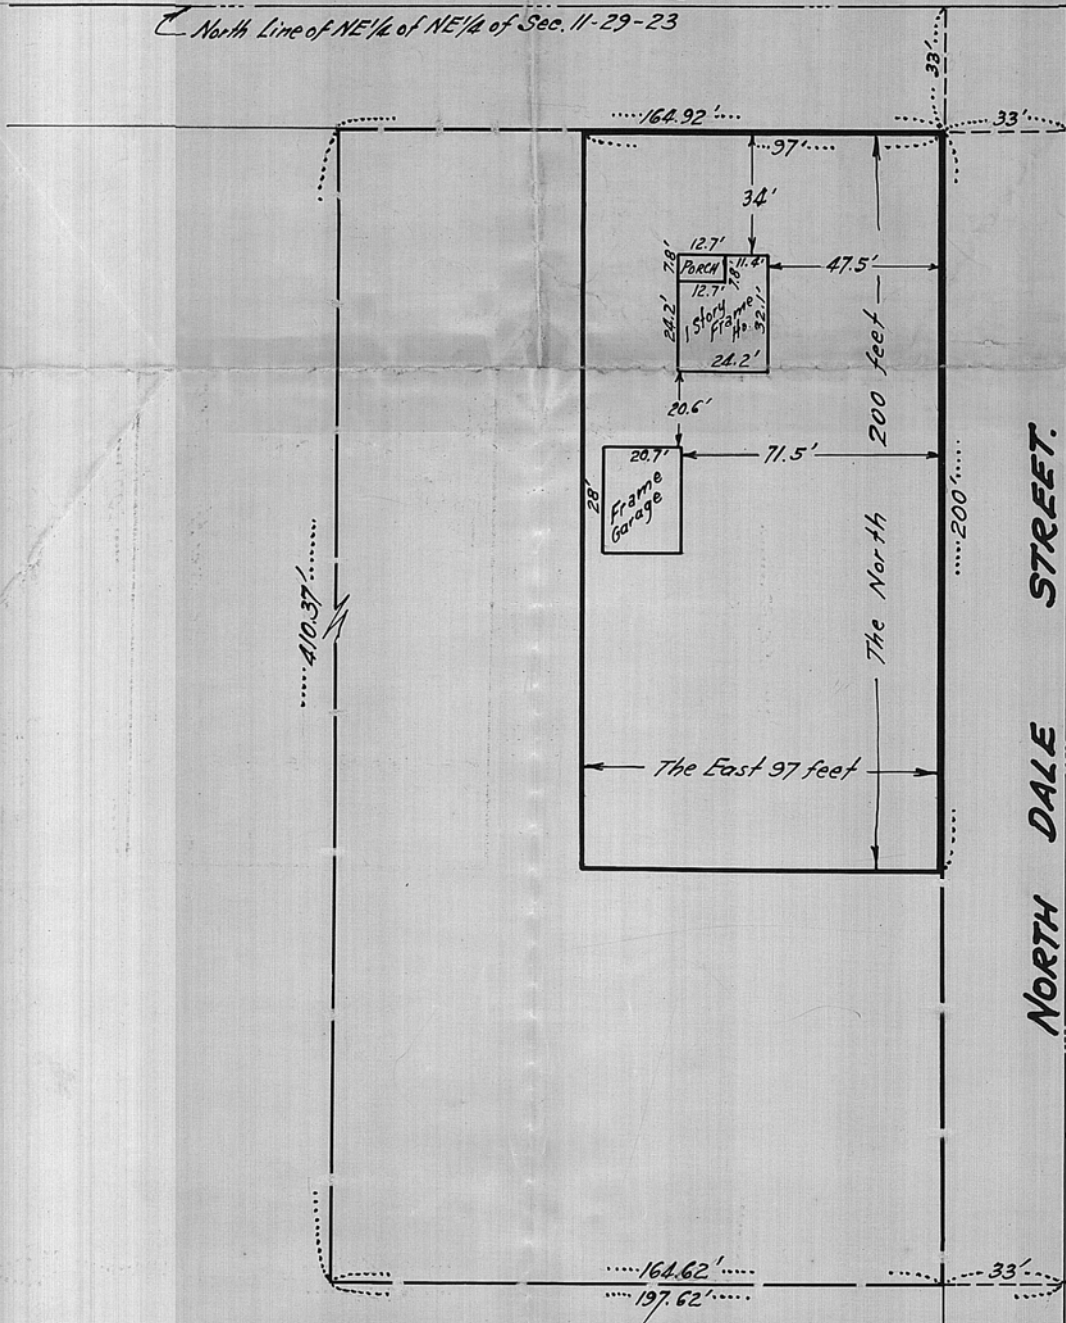 North Line of NE1/4 of NE1/4 of Sec. 11-29-23
33'
164.92'
33'
97'
34'
12.7'
7.8'
PORCH
11.4'
7.8'
47.5'
12.7'
24.2'
1 Story
Frame
Ho.
32.1'
24.2'
20.6'
20.7'
71.5'
28'
Frame
Garage
The North 200 feet
200'
NORTH DALE STREET.
410.37'
The East 97 feet
164.62'
33'
197.62'